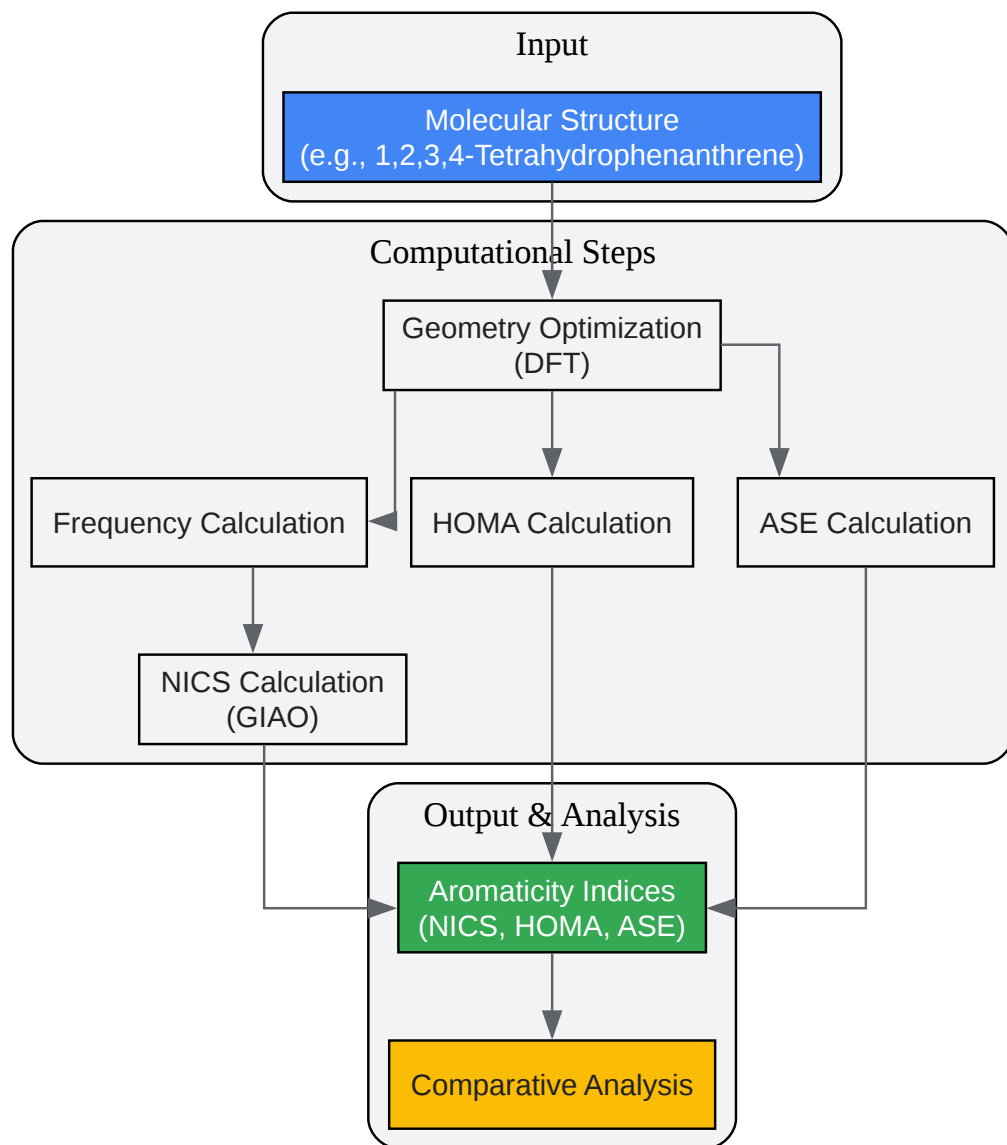 Input
Molecular Structure
(e.g., 1,2,3,4-Tetrahydrophenanthrene)
Computational Steps
Geometry Optimization
(DFT)
Frequency Calculation
HOMA Calculation
ASE Calculation
NICS Calculation
(GIAO)
Output & Analysis
Aromaticity Indices
(NICS, HOMA, ASE)
Comparative Analysis